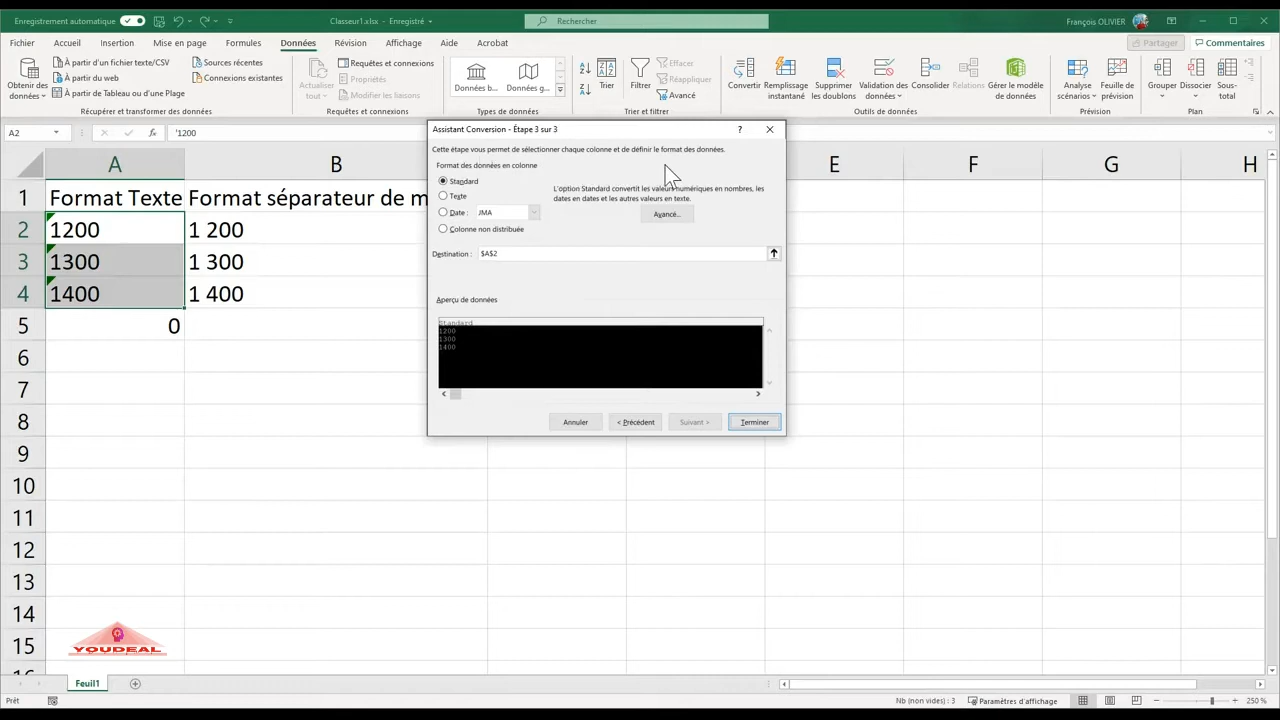 Enregistrement automatique
Classeur1.xlsx - Enregistré
Rechercher
François OLIVIER
Fichier Accueil Insertion Mise en page Formules Données Révision Affichage Aide Acrobat
Partager Commentaires
Obtenir des données
À partir d'un fichier texte/CSV
À partir du web
À partir de Tableau ou d'une Plage
Sources récentes
Connexions existantes
Récupérer et transformer des données
Actualiser tout
Requêtes et connexions
Propriétés
Modifier les liaisons
Requêtes et connexions
Données b...
Données g...
Types de données
Trier
Filtrer
Effacer
Réappliquer
Avancé
Trier et filtrer
Convertir
Remplissage instantané
Supprimer les doublons
Validation des données
Consolider
Relations
Gérer le modèle de données
Outils de données
Analyse scénarios
Feuille de prévision
Prévision
Grouper
Dissocier
Sous-total
Plan
A2
fx
'1200
A B E F G H
1 Format Texte Format séparateur de m
2 1200 1 200
3 1300 1 300
4 1400 1 400
5 0
6
7
8
9
10
11
12
13
14
15
Assistant Conversion - Étape 3 sur 3
?
Cette étape vous permet de sélectionner chaque colonne et de définir le format des données.
Format des données en colonne
Standard
Texte
Date : JMA
Colonne non distribuée
L'option Standard convertit les valeurs numériques en nombres, les
dates en dates et les autres valeurs en texte.
Avancé...
Destination : $A$2
Aperçu de données
Standard
1200
1300
1400
Annuler
< Précédent
Suivant >
Terminer
YOUDEAL
Feuil1
Prêt
Nb (non vides) : 3
Paramètres d'affichage
250 %